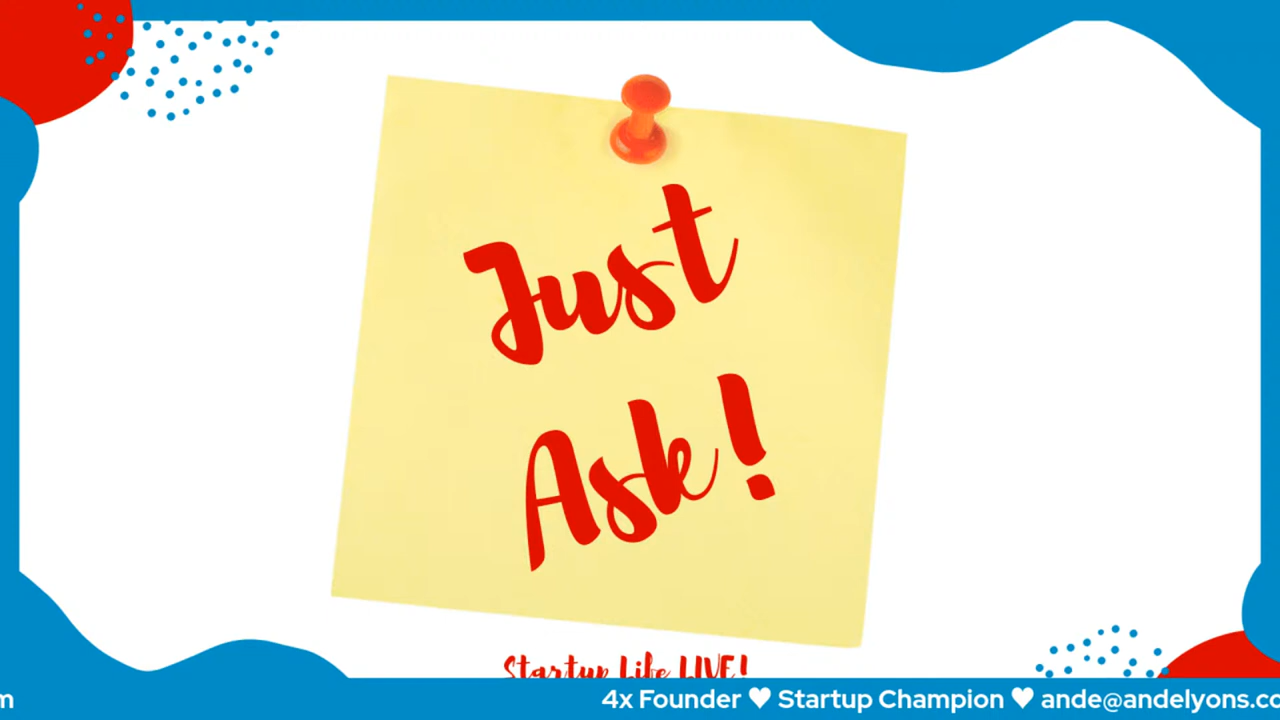 Just
Ask!
Startup Life LIVE!
m 4x Founder ♥ Startup Champion ♥ ande@andelyons.co